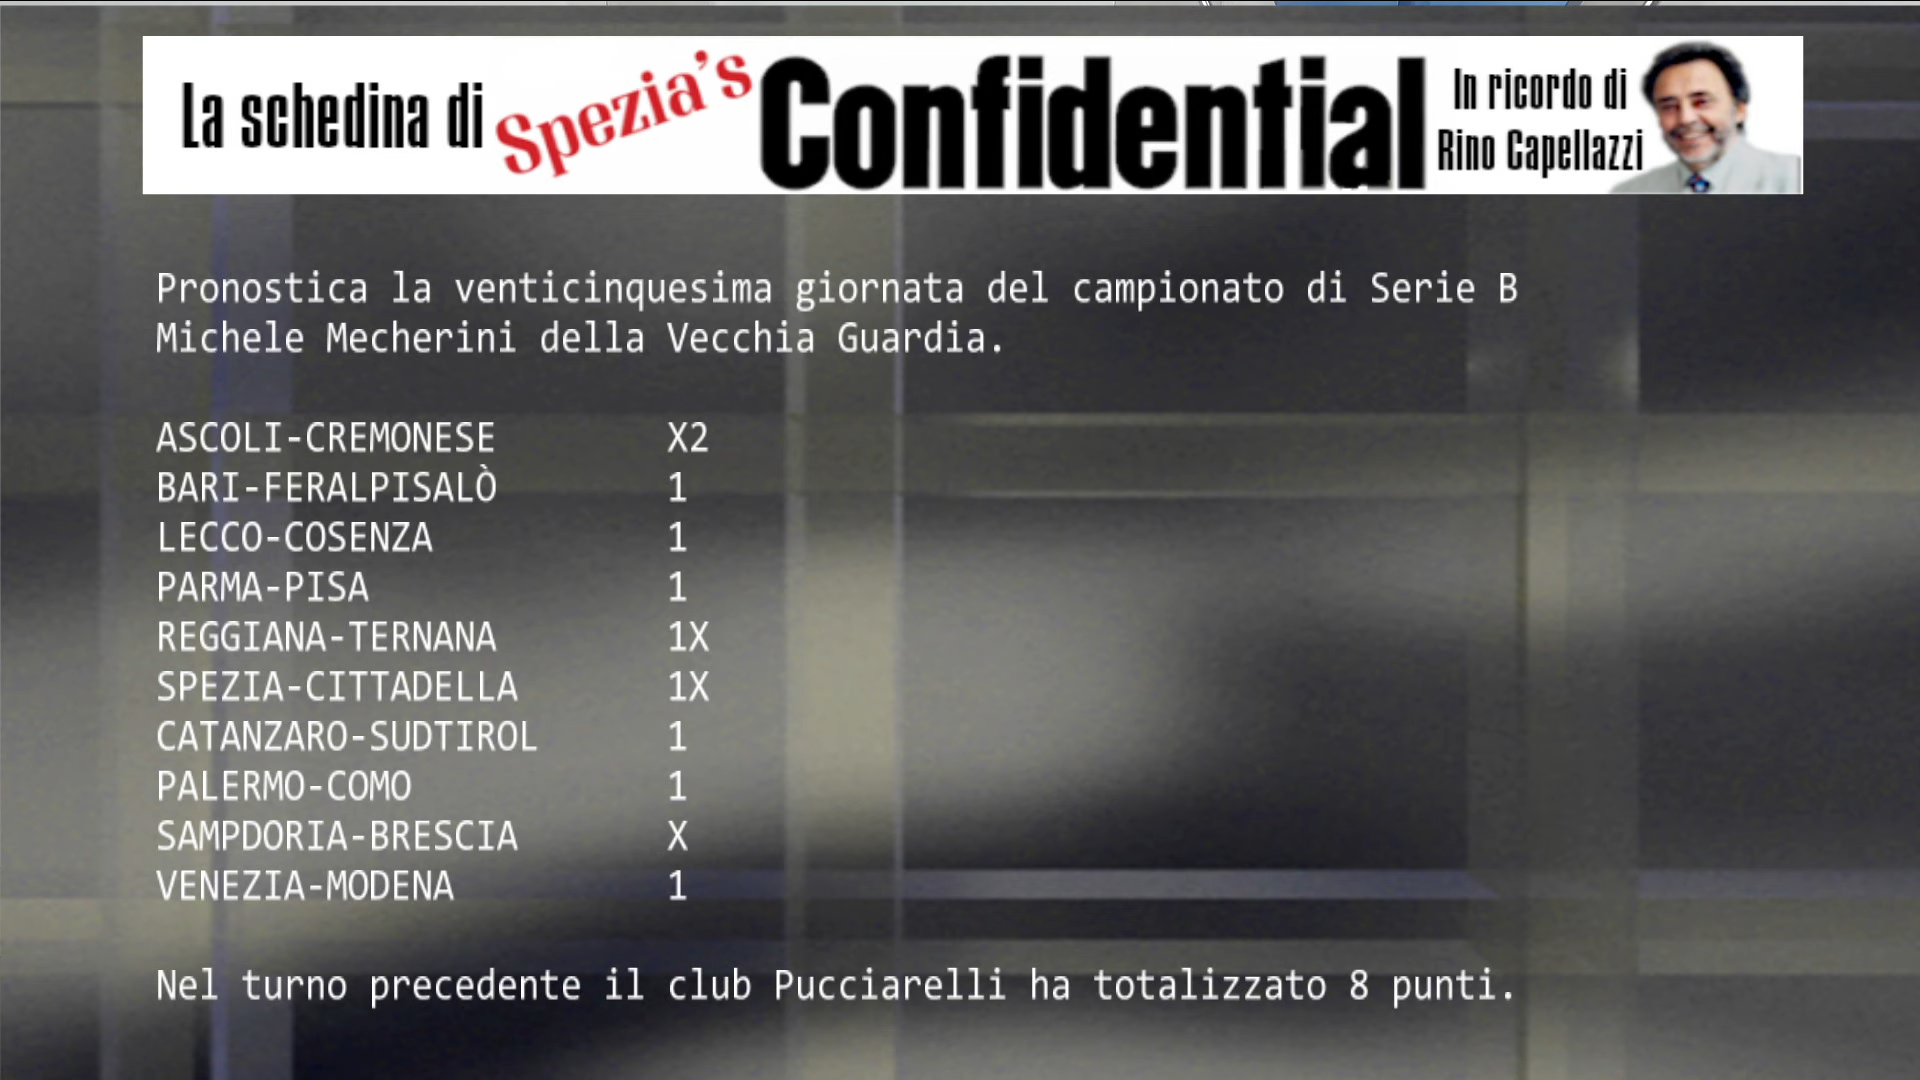 La schedina di Spezia's Confidential In ricordo di
Rino Capellazzi
Pronostica la venticinquesima giornata del campionato di Serie B
Michele Mecherini della Vecchia Guardia.
ASCOLI-CREMONESE X2
BARI-FERALPISALÒ 1
LECCO-COSENZA 1
PARMA-PISA 1
REGGIANA-TERNANA 1X
SPEZIA-CITTADELLA 1X
CATANZARO-SUDTIROL 1
PALERMO-COMO 1
SAMPDORIA-BRESCIA X
VENEZIA-MODENA 1
Nel turno precedente il club Pucciarelli ha totalizzato 8 punti.